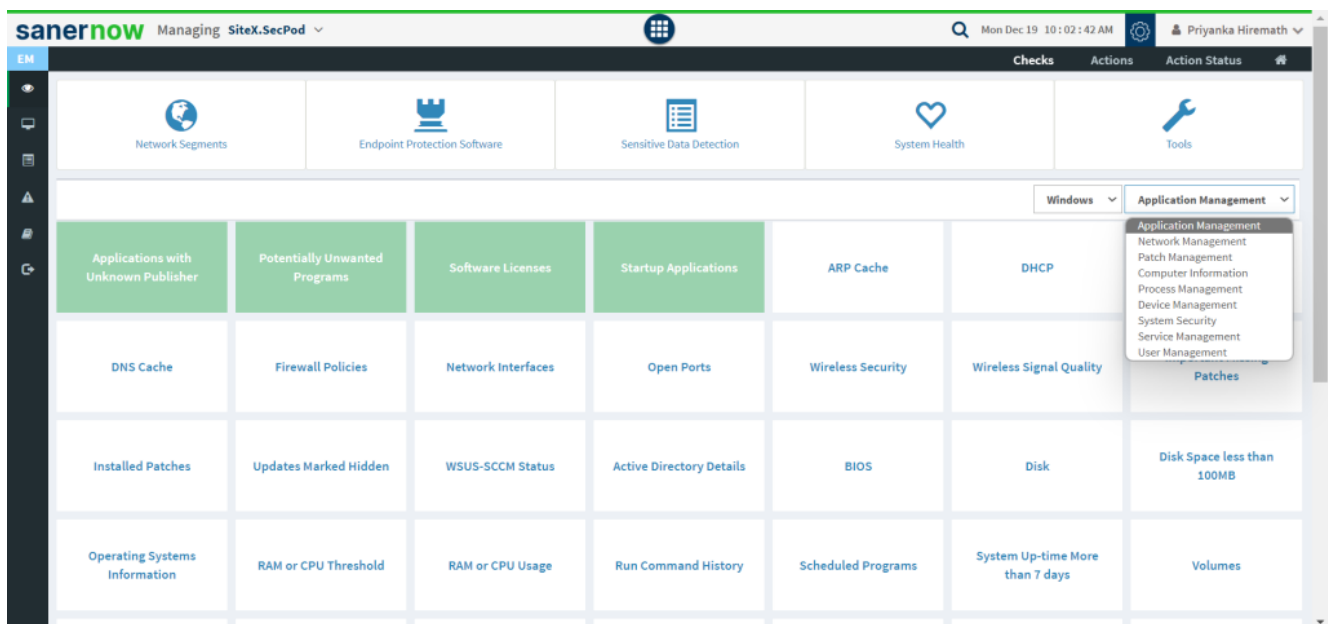 sanernow Managing SiteX.SecPod Mon Dec 19 10:02:42 AM Priyanka Hiremath
EM Checks Actions Action Status
Network Segments Endpoint Protection Software Sensitive Data Detection System Health Tools
Windows Application Management
Application Management
Network Management
Patch Management
Computer Information
Process Management
Device Management
System Security
Service Management
User Management
Applications with
Unknown Publisher
Potentially Unwanted
Programs
Software Licenses
Startup Applications
ARP Cache
DHCP
DNS Cache
Firewall Policies
Network Interfaces
Open Ports
Wireless Security
Wireless Signal Quality
Patches
Installed Patches
Updates Marked Hidden
WSUS-SCCM Status
Active Directory Details
BIOS
Disk
Disk Space less than
100MB
Operating Systems
Information
RAM or CPU Threshold
RAM or CPU Usage
Run Command History
Scheduled Programs
System Up-time More
than 7 days
Volumes